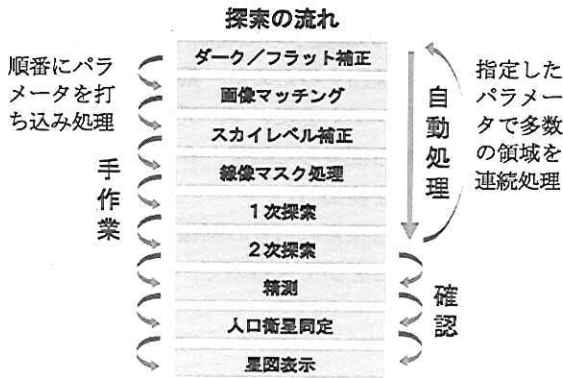 探索の流れ
順番にパラ
メータを打
ち込み処理
手作業
ダーク／フラット補正
画像マッチング
スカイレベル補正
線像マスク処理
1次探索
2次探索
精測
人口衛星同定
星図表示
自動処理
確認
指定した
パラメー
タで多数
の領域を
連続処理